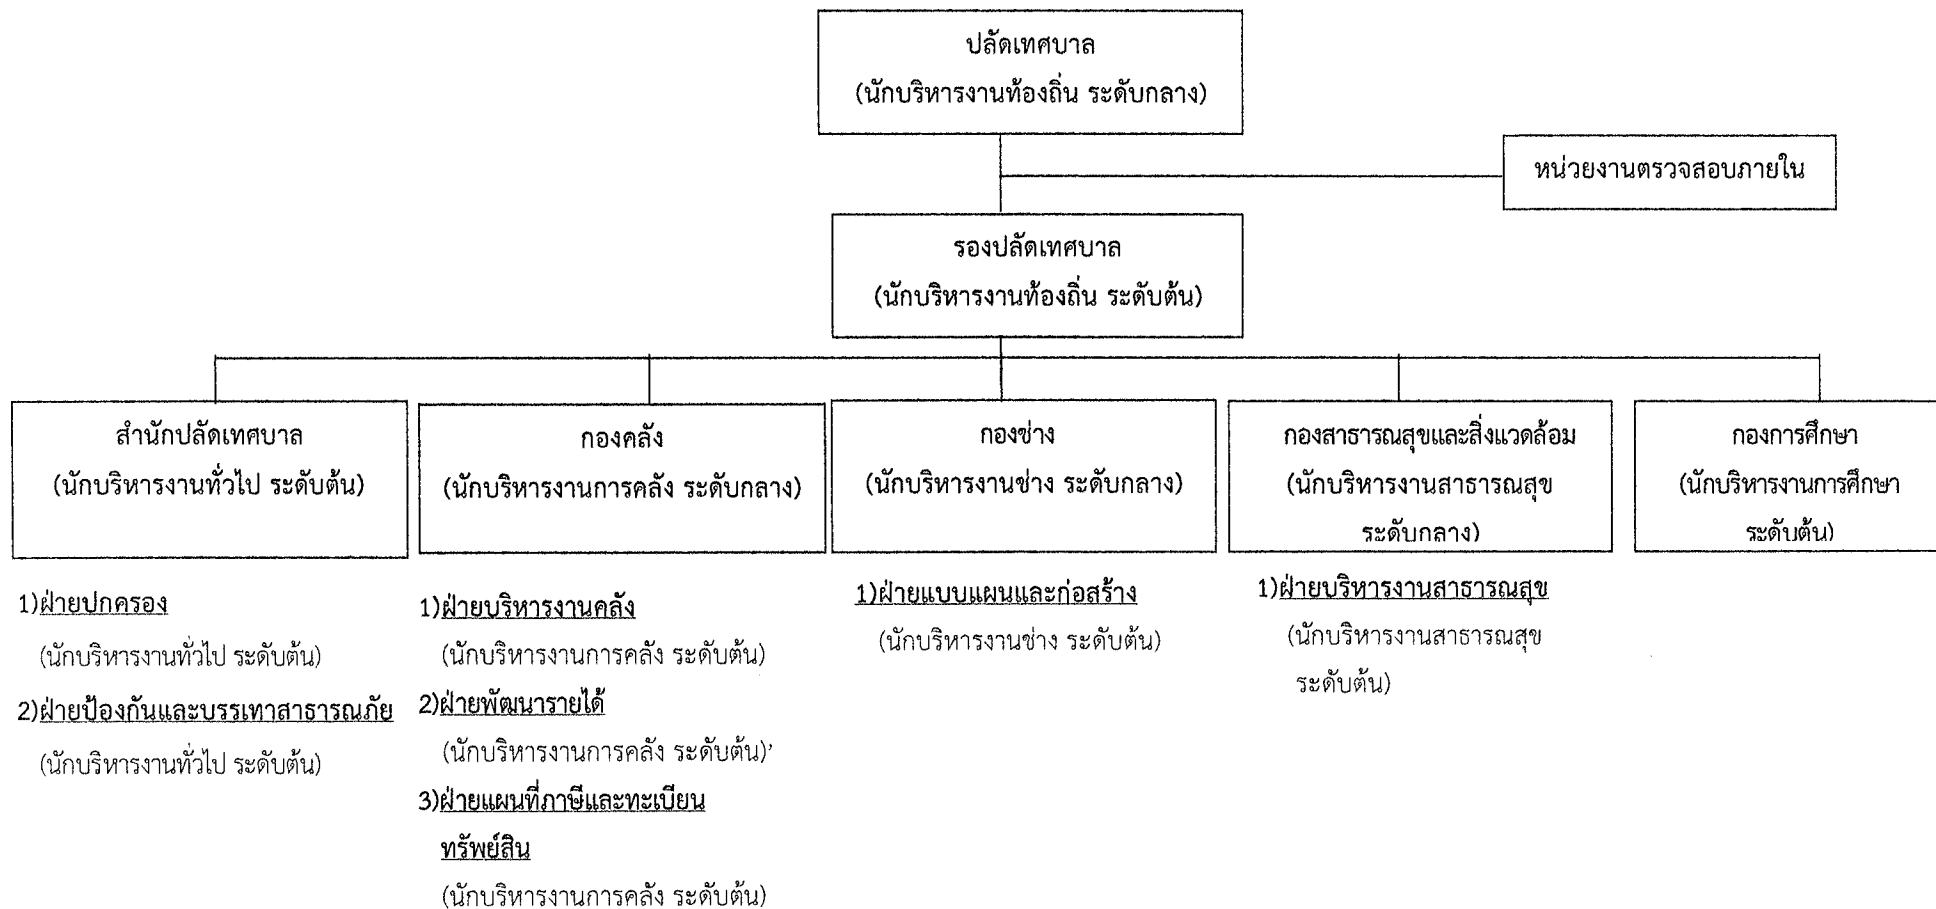 ปลัดเทศบาล
(นักบริหารงานท้องถิ่น ระดับกลาง)
หน่วยงานตรวจสอบภายใน
รองปลัดเทศบาล
(นักบริหารงานท้องถิ่น ระดับต้น)
สำนักปลัดเทศบาล
(นักบริหารงานทั่วไป ระดับต้น)
กองคลัง
(นักบริหารงานการคลัง ระดับกลาง)
กองช่าง
(นักบริหารงานช่าง ระดับกลาง)
กองสาธารณสุขและสิ่งแวดล้อม
(นักบริหารงานสาธารณสุข
ระดับกลาง)
กองการศึกษา
(นักบริหารงานการศึกษา
ระดับต้น)
1)ฝ่ายปกครอง
(นักบริหารงานทั่วไป ระดับต้น)
2)ฝ่ายป้องกันและบรรเทาสาธารณภัย
(นักบริหารงานทั่วไป ระดับต้น)
1)ฝ่ายบริหารงานคลัง
(นักบริหารงานการคลัง ระดับต้น)
2)ฝ่ายพัฒนารายได้
(นักบริหารงานการคลัง ระดับต้น)
3)ฝ่ายแผนที่ภาษีและทะเบียน
ทรัพย์สิน
(นักบริหารงานการคลัง ระดับต้น)
1)ฝ่ายแบบแผนและก่อสร้าง
(นักบริหารงานช่าง ระดับต้น)
1)ฝ่ายบริหารงานสาธารณสุข
(นักบริหารงานสาธารณสุข
ระดับต้น)